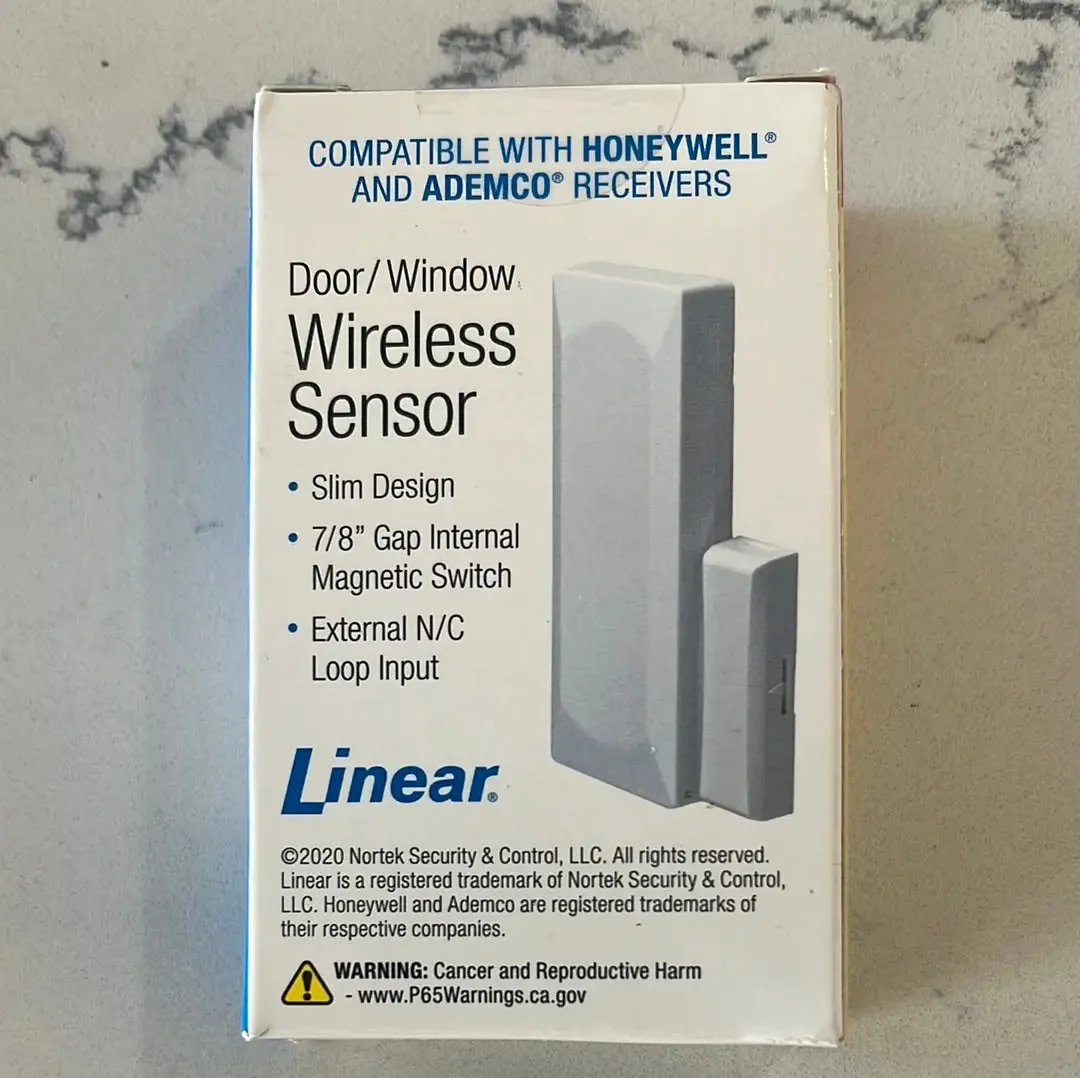 COMPATIBLE WITH HONEYWELL®
AND ADEMCO® RECEIVERS
Door/Window
Wireless
Sensor
• Slim Design
• 7/8” Gap Internal
Magnetic Switch
• External N/C
Loop Input
Linear®
©2020 Nortek Security & Control, LLC. All rights reserved.
Linear is a registered trademark of Nortek Security & Control,
LLC. Honeywell and Ademco are registered trademarks of
their respective companies.
WARNING: Cancer and Reproductive Harm
- www.P65Warnings.ca.gov